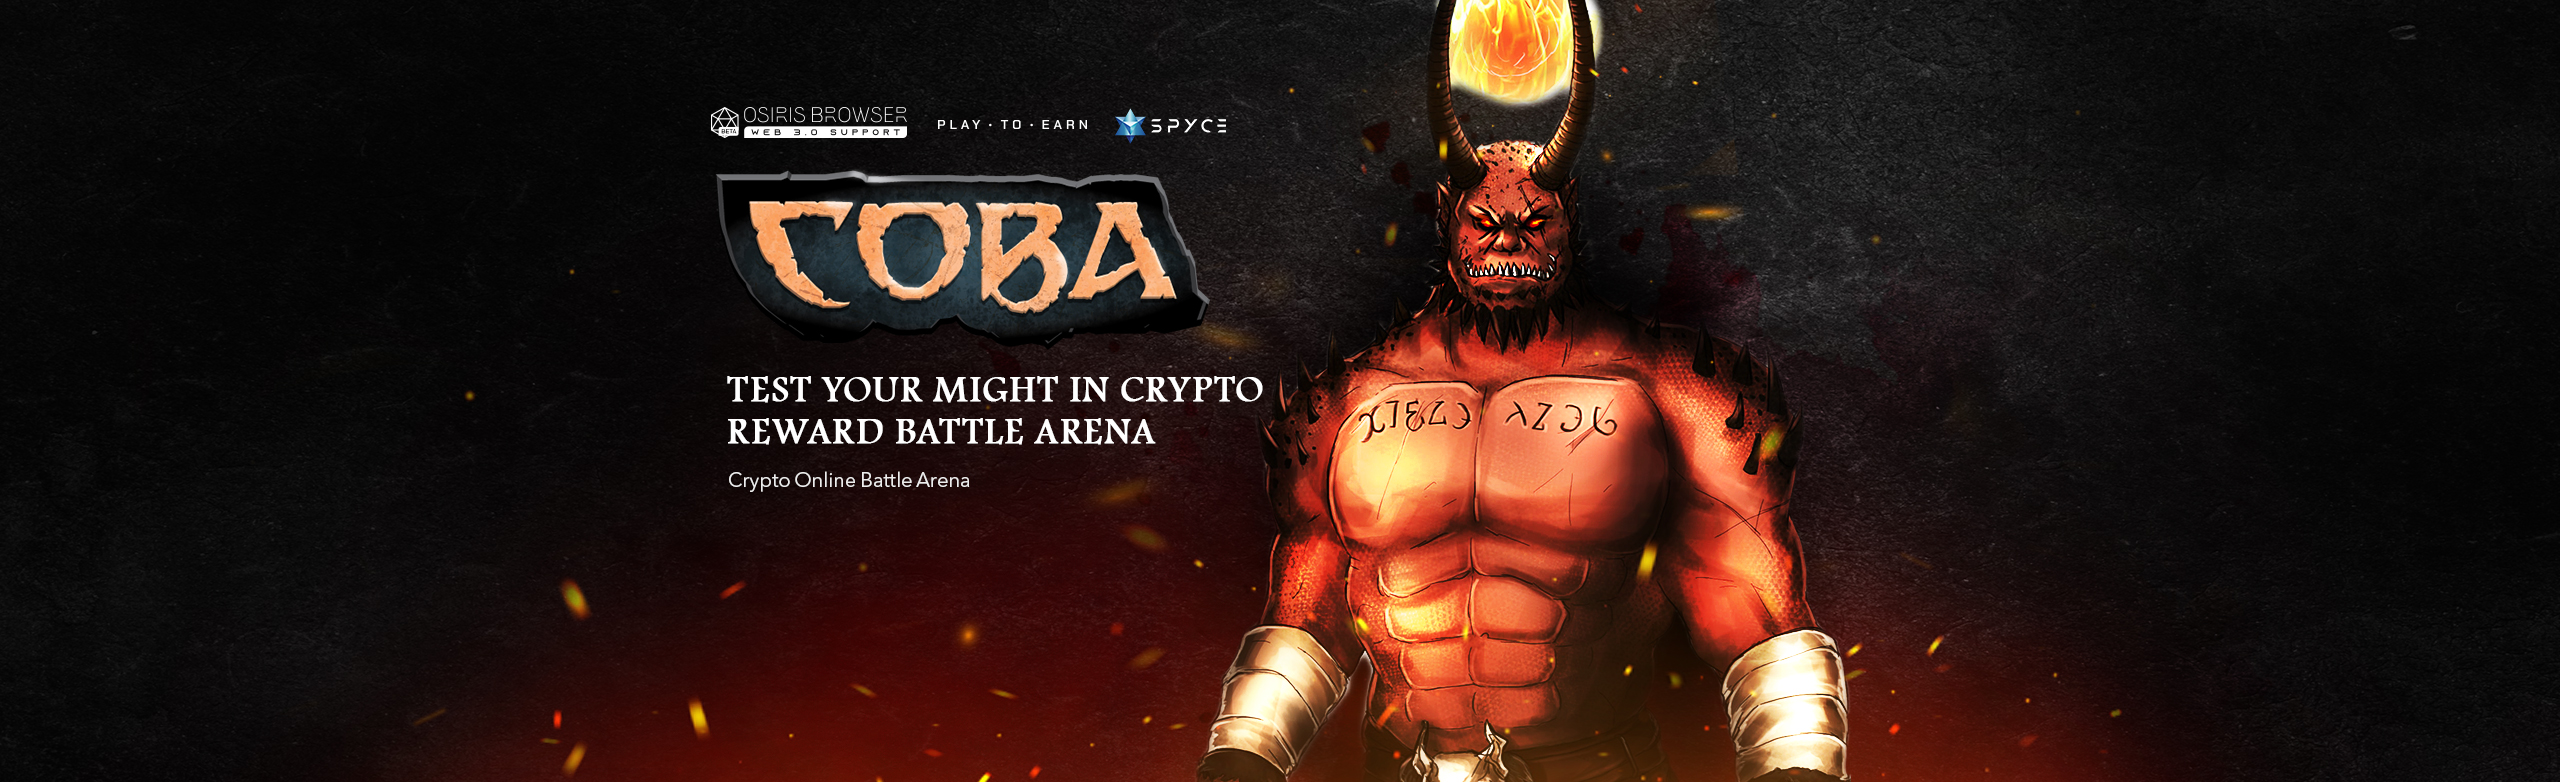 OSIRIS BROWSER
BETA
WEB 3.0 SUPPORT
PLAY · TO · EARN
SPYCE
COBA
TEST YOUR MIGHT IN CRYPTO
REWARD BATTLE ARENA
Crypto Online Battle Arena